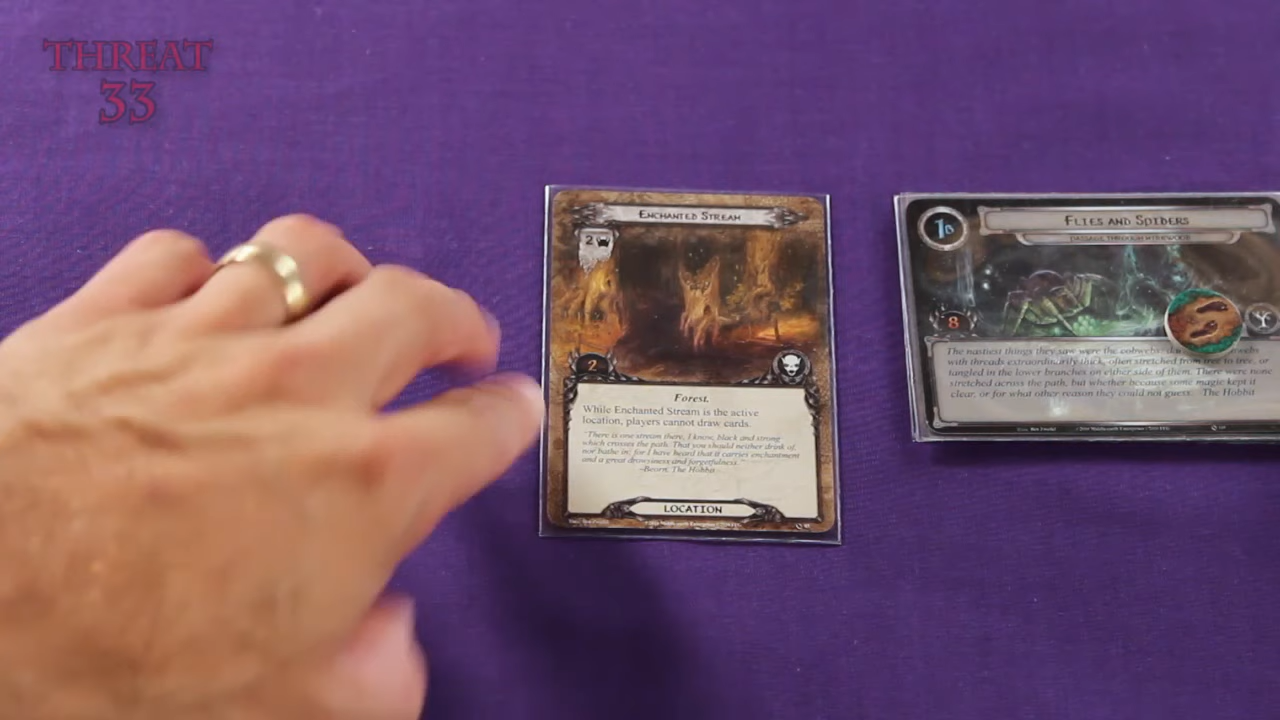 THREAT
33
ENCHANTED STREAM
2
2
Forest.
While Enchanted Stream is the active
location, players cannot draw cards.
"There is one stream there, I know, black and strong
which crosses the path. That you should neither drink of,
nor bathe in; for I have heard that it carries enchantment
and a great drowsiness and forgetfulness."
-Beorn, The Hobbit
LOCATION
1B
FLIES AND SPIDERS
PASSAGE THROUGH MIRKWOOD
8
The nastiest things they saw were the cobwebs:
with threads extraordinarily thick, often stretched from tree to tree, or
tangled in the lower branches on either side of them. There were none
stretched across the path, but whether because some magic kept it
clear, or for what other reason they could not guess. The Hobbit